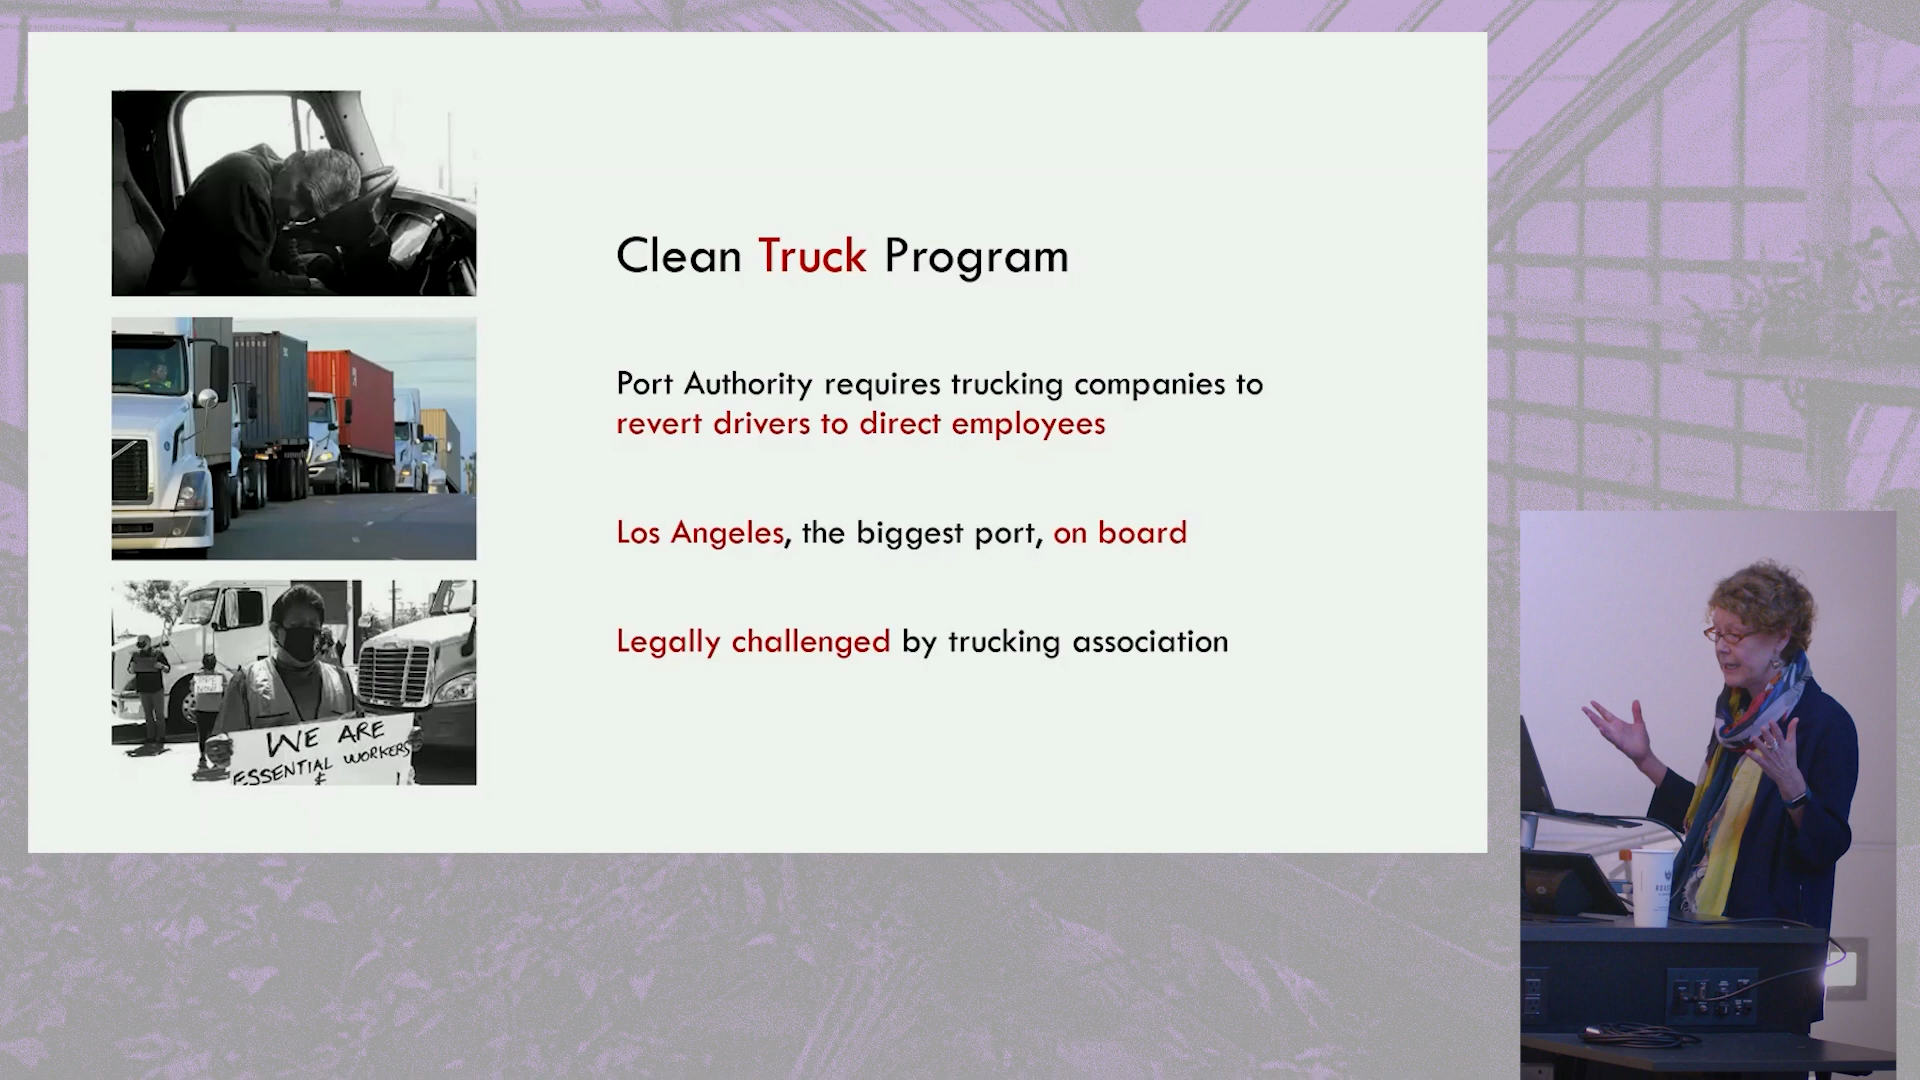 Clean Truck Program
Port Authority requires trucking companies to
revert drivers to direct employees
Los Angeles, the biggest port, on board
Legally challenged by trucking association
WE ARE
ESSENTIAL WORKERS
&